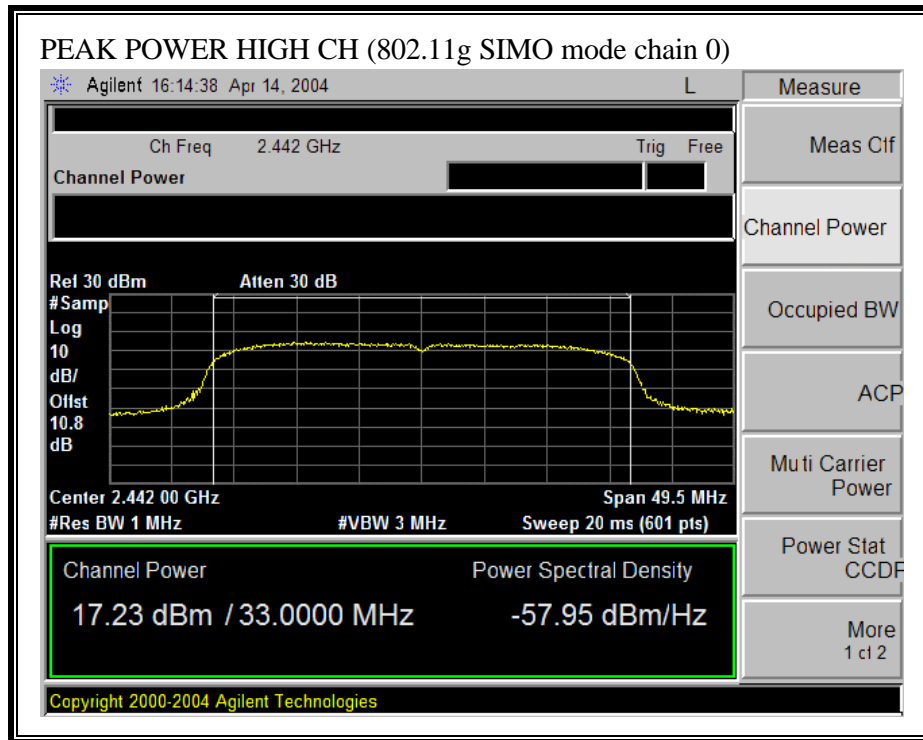 PEAK POWER HIGH CH (802.11g SIMO mode chain 0)
Agilent 16:14:38 Apr 14, 2004 L
Measure
Ch Freq 2.442 GHz Trig Free
Channel Power
Meas Off
Channel Power
Occupied BW
ACP
Multi Carrier
Power
Power Stat
CCDF
More
1 of 2
Ref 30 dBm Atten 30 dB
#Samp
Log
10
dB/
Offst
10.8
dB
Center 2.442 00 GHz Span 49.5 MHz
#Res BW 1 MHz #VBW 3 MHz Sweep 20 ms (601 pts)
Channel Power Power Spectral Density
17.23 dBm / 33.0000 MHz -57.95 dBm/Hz
Copyright 2000-2004 Agilent Technologies